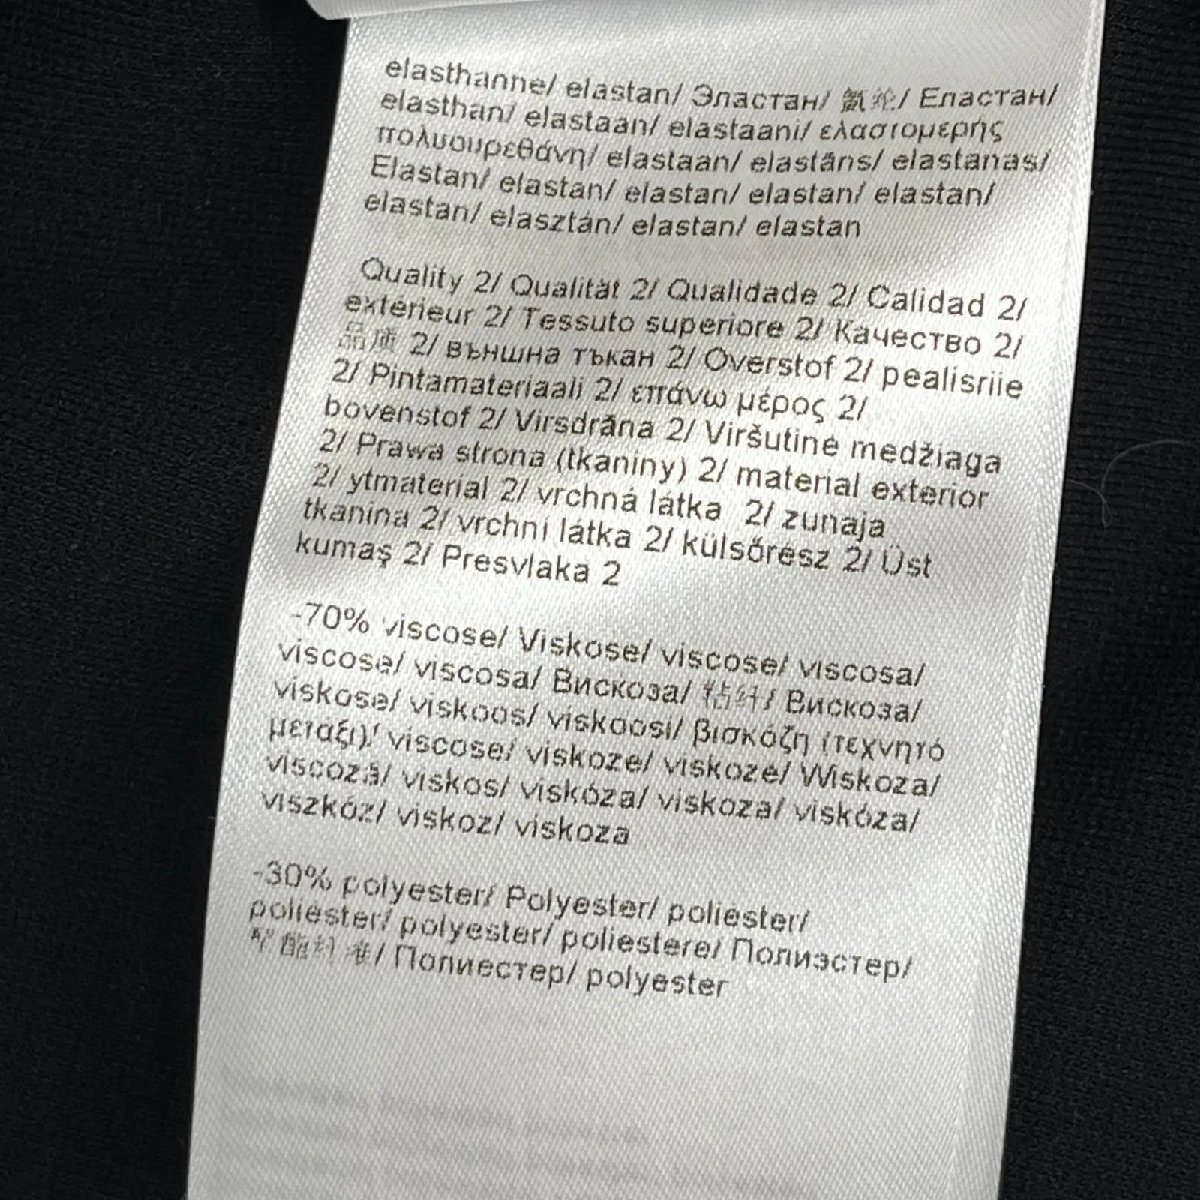 elasthanne/ elastan/ Эластан/ 氨纶/ Еластан/
elasthan/ elastaan/ elastaani/ ελαστομερής
πολυουρεθάνη/ elastaan/ elastāns/ elastanas/
Elastan/ elastan/ elastan/ elastan/ elastan/
elastan/ elasztán/ elastan/ elastan
Quality 2/ Qualität 2/ Qualidade 2/ Calidad 2/
extérieur 2/ Tessuto superiore 2/ Качество 2/
品质 2/ външна тъкан 2/ Overstof 2/ pealisriie
2/ Pintamateriaali 2/ επάνω μέρος 2/
bovenstof 2/ Virsdrāna 2/ Viršutinė medžiaga
2/ Prawa strona (tkaniny) 2/ material exterior
2/ ytmaterial 2/ vrchná látka 2/ zunaja
tkanina 2/ vrchní látka 2/ külsőrész 2/ Üst
kumaş 2/ Presvlaka 2
-70% viscose/ Viskose/ viscose/ viscosa/
viscose/ viscosa/ Вискоза/ 粘纤/ Вискоза/
viskose/ viskoos/ viskoosi/ βισκόζη (τεχνητό
μετάξι)/ viscose/ viskoze/ viskozė/ Wiskoza/
viscoză/ viskos/ viskóza/ viskoza/ viskóza/
viszkóz/ viskoz/ viskoza
-30% polyester/ Polyester/ poliéster/
poliéster/ polyester/ poliestere/ Полиэстер/
聚酯纤维/ Полиестер/ polyester